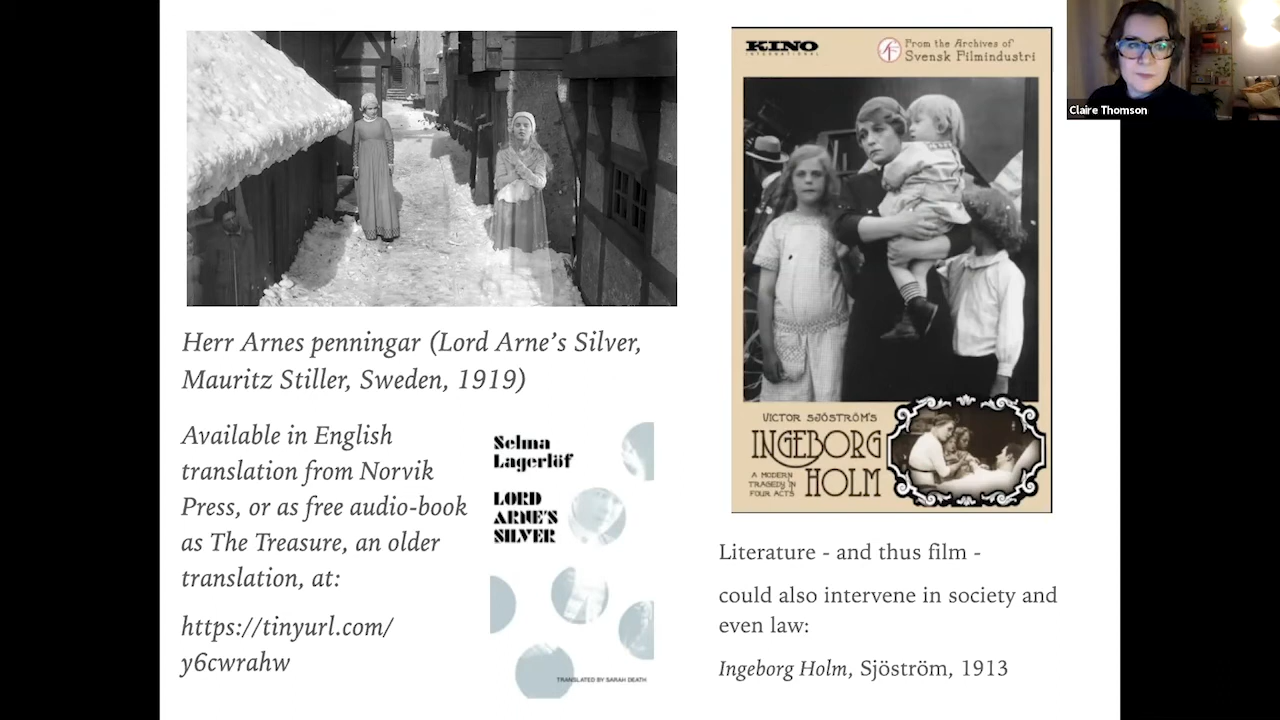 Herr Arnes penningar (Lord Arne's Silver,
Mauritz Stiller, Sweden, 1919)
Available in English
translation from Norvik
Press, or as free audio-book
as The Treasure, an older
translation, at:
https://tinyurl.com/
y6cwrahw
Selma
Lagerlöf
LORD
ARNE'S
SILVER
TRANSLATED BY SARAH DEATH
KINO
INTERNATIONAL
From the Archives of
Svensk Filmindustri
VICTOR SJÖSTRÖM'S
INGEBORG
HOLM
A MODERN
TRAGEDY IN
FOUR ACTS
Literature - and thus film -
could also intervene in society and
even law:
Ingeborg Holm, Sjöström, 1913
Claire Thomson